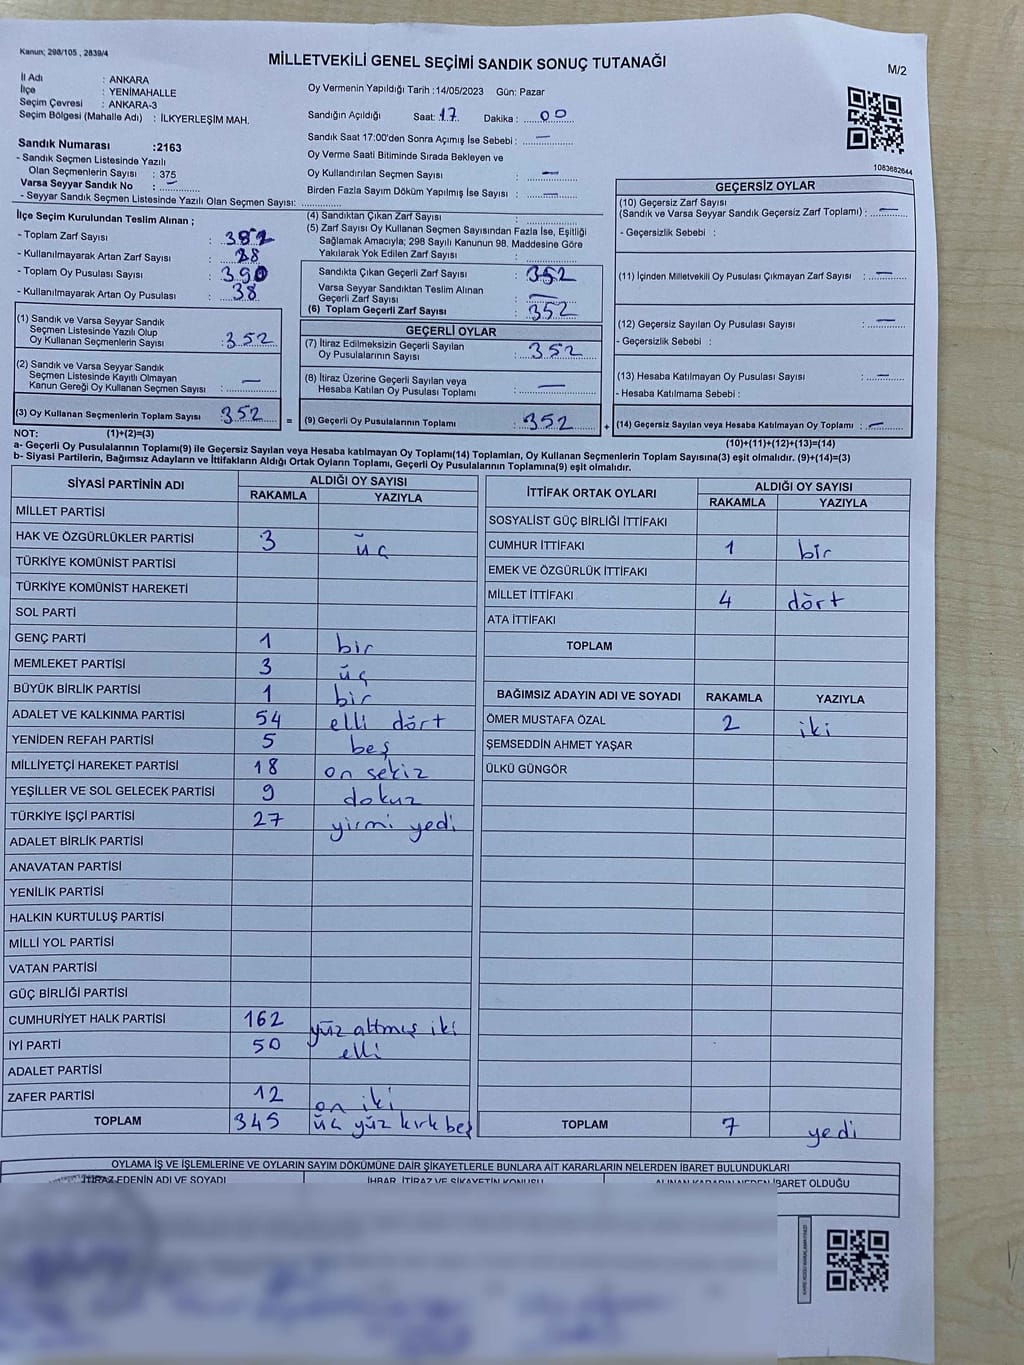 Kanun; 298/105 , 2839/4
MİLLETVEKİLİ GENEL SEÇİMİ SANDIK SONUÇ TUTANAĞI
M/2
İl Adı : ANKARA
İlçe : YENİMAHALLE
Seçim Çevresi : ANKARA-3
Seçim Bölgesi (Mahalle Adı) : İLKYERLEŞİM MAH.
Sandık Numarası :2163
- Sandık Seçmen Listesinde Yazılı
Olan Seçmenlerin Sayısı : 375
Varsa Seyyar Sandık No : —
- Seyyar Sandık Seçmen Listesinde Yazılı Olan Seçmen Sayısı:
Oy Vermenin Yapıldığı Tarih :14/05/2023 Gün: Pazar
Sandığın Açıldığı Saat: 17 Dakika : 00
Sandık Saat 17:00'den Sonra Açımış İse Sebebi : —
Oy Verme Saati Bitiminde Sırada Bekleyen ve
Oy Kullandırılan Seçmen Sayısı : —
Birden Fazla Sayım Döküm Yapılmış İse Sayısı : —
1083682644
İlçe Seçim Kurulundan Teslim Alınan ;
- Toplam Zarf Sayısı : 382
- Kullanılmayarak Artan Zarf Sayısı : 28
- Toplam Oy Pusulası Sayısı : 390
- Kullanılmayarak Artan Oy Pusulası : 38
(1) Sandık ve Varsa Seyyar Sandık
Seçmen Listesinde Yazılı Olup
Oy Kullanan Seçmenlerin Sayısı : 352
(2) Sandık ve Varsa Seyyar Sandık
Seçmen Listesinde Kayıtlı Olmayan
Kanun Gereği Oy Kullanan Seçmen Sayısı : —
(3) Oy Kullanan Seçmenlerin Toplam Sayısı : 352 =
(4) Sandıktan Çıkan Zarf Sayısı :
(5) Zarf Sayısı Oy Kullanan Seçmen Sayısından Fazla İse, Eşitliği
Sağlamak Amacıyla; 298 Sayılı Kanunun 98. Maddesine Göre
Yakılarak Yok Edilen Zarf Sayısı :
Sandıkta Çıkan Geçerli Zarf Sayısı : 352
Varsa Seyyar Sandıktan Teslim Alınan
Geçerli Zarf Sayısı : —
(6) Toplam Geçerli Zarf Sayısı : 352
GEÇERLİ OYLAR
(7) İtiraz Edilmeksizin Geçerli Sayılan
Oy Pusulalarının Sayısı : 352
(8) İtiraz Üzerine Geçerli Sayılan veya
Hesaba Katılan Oy Pusulası Toplamı : —
(9) Geçerli Oy Pusulalarının Toplamı : 352 +
GEÇERSİZ OYLAR
(10) Geçersiz Zarf Sayısı
(Sandık ve Varsa Seyyar Sandık Geçersiz Zarf Toplamı) : —
- Geçersizlik Sebebi :
(11) İçinden Milletvekili Oy Pusulası Çıkmayan Zarf Sayısı : —
(12) Geçersiz Sayılan Oy Pusulası Sayısı : —
- Geçersizlik Sebebi :
(13) Hesaba Katılmayan Oy Pusulası Sayısı : —
- Hesaba Katılmama Sebebi :
(14) Geçersiz Sayılan veya Hesaba Katılmayan Oy Toplamı : —
NOT: (1)+(2)=(3)
(10)+(11)+(12)+(13)=(14)
a- Geçerli Oy Pusulalarının Toplamı(9) ile Geçersiz Sayılan veya Hesaba katılmayan Oy Toplamı(14) Toplamları, Oy Kullanan Seçmenlerin Toplam Sayısına(3) eşit olmalıdır. (9)+(14)=(3)
b- Siyasi Partilerin, Bağımsız Adayların ve İttifakların Aldığı Ortak Oyların Toplamı, Geçerli Oy Pusulalarının Toplamına(9) eşit olmalıdır.
SİYASİ PARTİNİN ADI ALDIĞI OY SAYISI
RAKAMLA YAZIYLA
MİLLET PARTİSİ
HAK VE ÖZGÜRLÜKLER PARTİSİ 3 üç
TÜRKİYE KOMÜNİST PARTİSİ
TÜRKİYE KOMÜNİST HAREKETİ
SOL PARTİ
GENÇ PARTİ 1 bir
MEMLEKET PARTİSİ 3 üç
BÜYÜK BİRLİK PARTİSİ 1 bir
ADALET VE KALKINMA PARTİSİ 54 elli dört
YENİDEN REFAH PARTİSİ 5 beş
MİLLİYETÇİ HAREKET PARTİSİ 18 on sekiz
YEŞİLLER VE SOL GELECEK PARTİSİ 9 dokuz
TÜRKİYE İŞÇİ PARTİSİ 27 yirmi yedi
ADALET BİRLİK PARTİSİ
ANAVATAN PARTİSİ
YENİLİK PARTİSİ
HALKIN KURTULUŞ PARTİSİ
MİLLİ YOL PARTİSİ
VATAN PARTİSİ
GÜÇ BİRLİĞİ PARTİSİ
CUMHURİYET HALK PARTİSİ 162 yüz altmış iki
İYİ PARTİ 50 elli
ADALET PARTİSİ
ZAFER PARTİSİ 12 on iki
TOPLAM 345 üç yüz kırk beş
İTTİFAK ORTAK OYLARI ALDIĞI OY SAYISI
RAKAMLA YAZIYLA
SOSYALİST GÜÇ BİRLİĞİ İTTİFAKI
CUMHUR İTTİFAKI 1 bir
EMEK VE ÖZGÜRLÜK İTTİFAKI
MİLLET İTTİFAKI 4 dört
ATA İTTİFAKI
TOPLAM
BAĞIMSIZ ADAYIN ADI VE SOYADI RAKAMLA YAZIYLA
ÖMER MUSTAFA ÖZAL 2 iki
ŞEMSEDDİN AHMET YAŞAR
ÜLKÜ GÜNGÖR
TOPLAM 7 yedi
OYLAMA İŞ VE İŞLEMLERİNE VE OYLARIN SAYIM DÖKÜMÜNE DAİR ŞİKAYETLERLE BUNLARA AİT KARARLARIN NELERDEN İBARET BULUNDUKLARI
İTİRAZ EDENİN ADI VE SOYADI İHBAR, İTİRAZ VE ŞİKAYETİN KONUSU ALINAN KARARIN NEDEN İBARET OLDUĞU